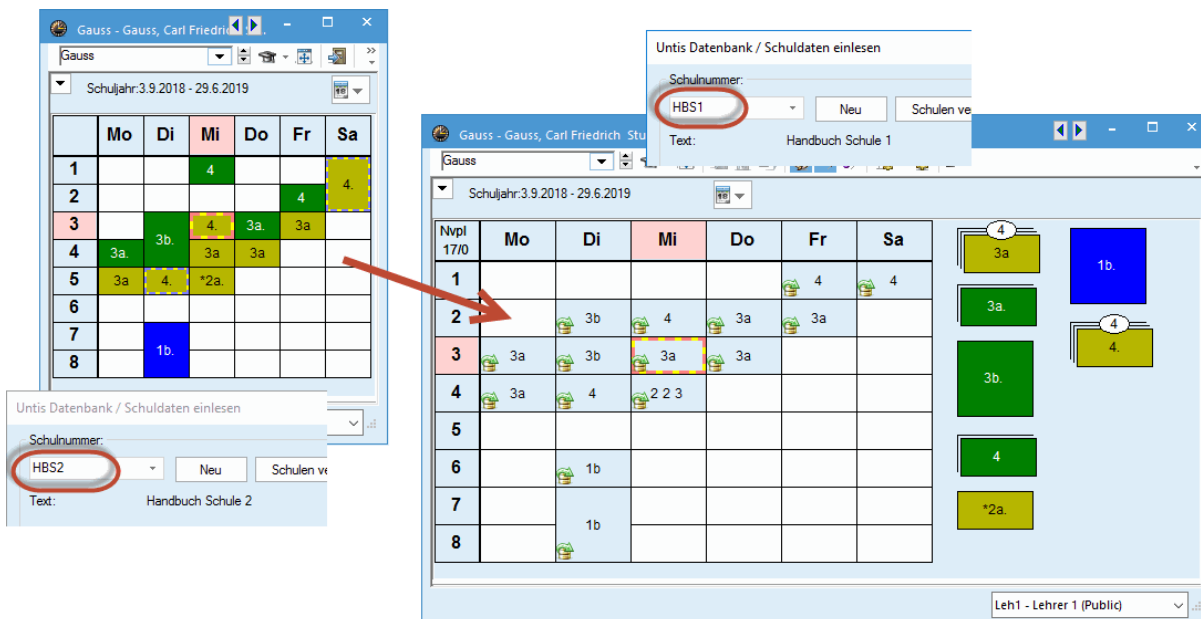 Gauss - Gauss, Carl Friedric
Gauss
Schuljahr:3.9.2018 - 29.6.2019
Mo Di Mi Do Fr Sa
1 4 4.
2 4
3 3b. 4. 3a. 3a
4 3a. 3a 3a
5 3a 4. *2a.
6
7 1b.
8
Untis Datenbank / Schuldaten einlesen
Schulnummer:
HBS2 Neu Schulen ve
Text: Handbuch Schule 2
Untis Datenbank / Schuldaten einlesen
Schulnummer:
HBS1 Neu Schulen ve
Text: Handbuch Schule 1
Gauss - Gauss, Carl Friedrich Stu
Gauss
Schuljahr:3.9.2018 - 29.6.2019
Nvpl
17/0 Mo Di Mi Do Fr Sa
1 4 4
2 3b 4 3a 3a
3 3a 3b 3a 3a
4 3a 4 2 2 3
5
6 1b
7 1b
8
4
3a
1b.
3a.
4
4.
3b.
4
*2a.
Leh1 - Lehrer 1 (Public)